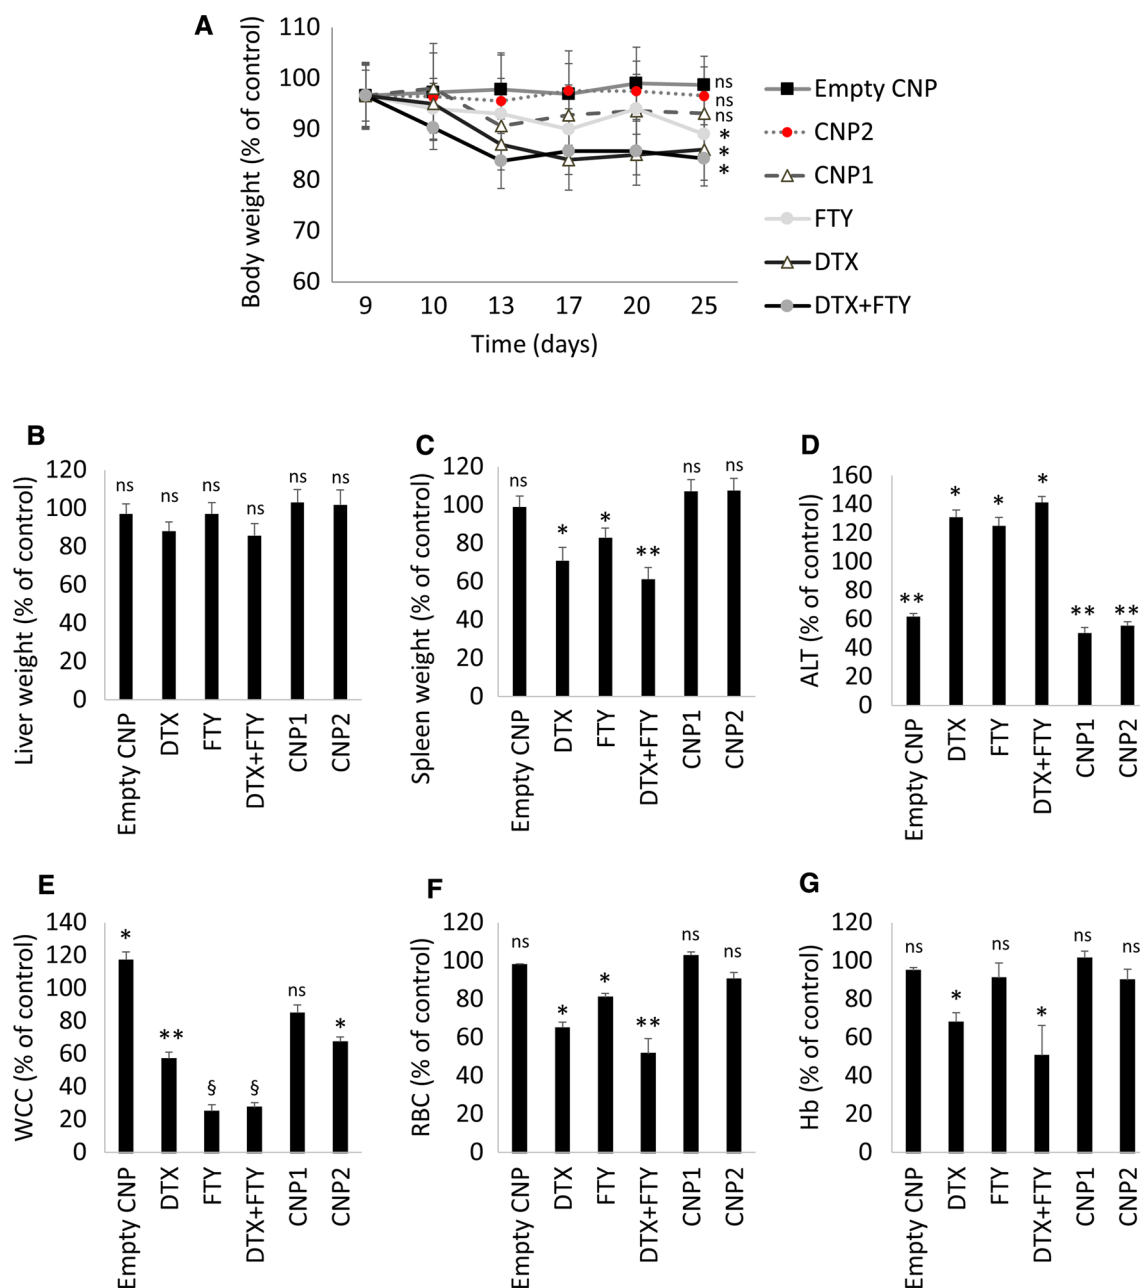 A
Body weight (% of control)
110
100
90
80
70
60
9 10 13 17 20 25
Time (days)
ns
ns
ns
*
*
*
Empty CNP
CNP2
CNP1
FTY
DTX
DTX+FTY
B
Liver weight (% of control)
120
100
80
60
40
20
0
ns ns ns ns ns ns
Empty CNP
DTX
FTY
DTX+FTY
CNP1
CNP2
C
Spleen weight (% of control)
120
100
80
60
40
20
0
ns * * ** ns ns
Empty CNP
DTX
FTY
DTX+FTY
CNP1
CNP2
D
ALT (% of control)
160
140
120
100
80
60
40
20
0
** * * * ** **
Empty CNP
DTX
FTY
DTX+FTY
CNP1
CNP2
E
WCC (% of control)
140
120
100
80
60
40
20
0
* ** § § ns *
Empty CNP
DTX
FTY
DTX+FTY
CNP1
CNP2
F
RBC (% of control)
120
100
80
60
40
20
0
ns * * ** ns ns
Empty CNP
DTX
FTY
DTX+FTY
CNP1
CNP2
G
Hb (% of control)
120
100
80
60
40
20
0
ns * ns * ns ns
Empty CNP
DTX
FTY
DTX+FTY
CNP1
CNP2